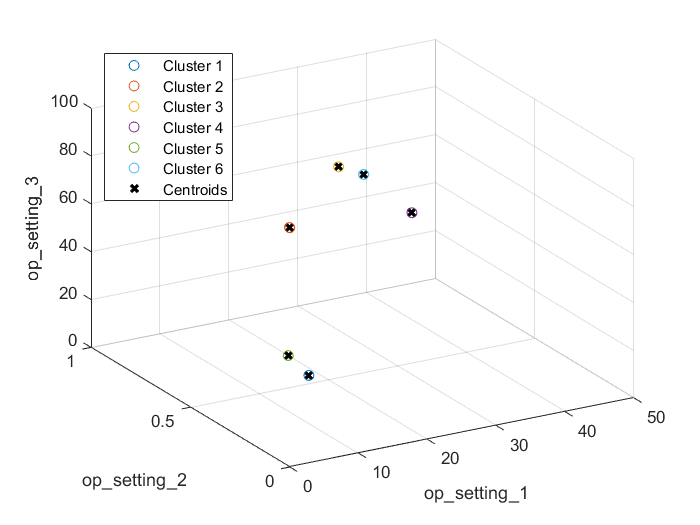 Cluster 1
Cluster 2
Cluster 3
Cluster 4
Cluster 5
Cluster 6
Centroids
100
80
60
40
20
0
op_setting_3
1
0.5
0
op_setting_2
0
10
20
30
40
50
op_setting_1